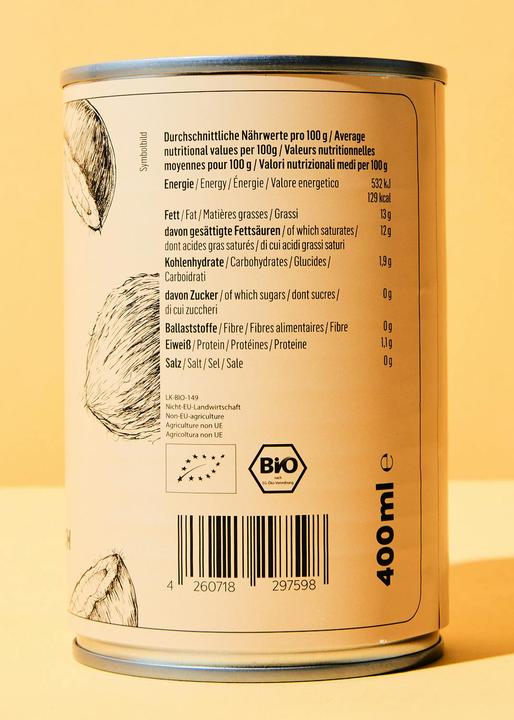 Symbolbild
Durchschnittliche Nährwerte pro 100 g / Average
nutritional values per 100g / Valeurs nutritionnelles
moyennes pour 100 g / Valori nutrizionali medi per 100 g
Energie / Energy / Énergie / Valore energetico 532 kJ
129 kcal
Fett / Fat / Matières grasses / Grassi 13 g
davon gesättigte Fettsäuren / of which saturates / 12 g
dont acides gras saturés / di cui acidi grassi saturi
Kohlenhydrate / Carbohydrates / Glucides / 1,9 g
Carboidrati
davon Zucker / of which sugars / dont sucres / 0 g
di cui zuccheri
Ballaststoffe / Fibre / Fibres alimentaires / Fibre 0 g
Eiweiß / Protein / Protéines / Proteine 1,1 g
Salz / Salt / Sel / Sale 0 g
LK-BIO-149
Nicht-EU-Landwirtschaft
Non-EU-agriculture
Agriculture non UE
Agricoltura non UE
Bio
nach
EG-Öko-Verordnung
400 ml e
4 260718 297598